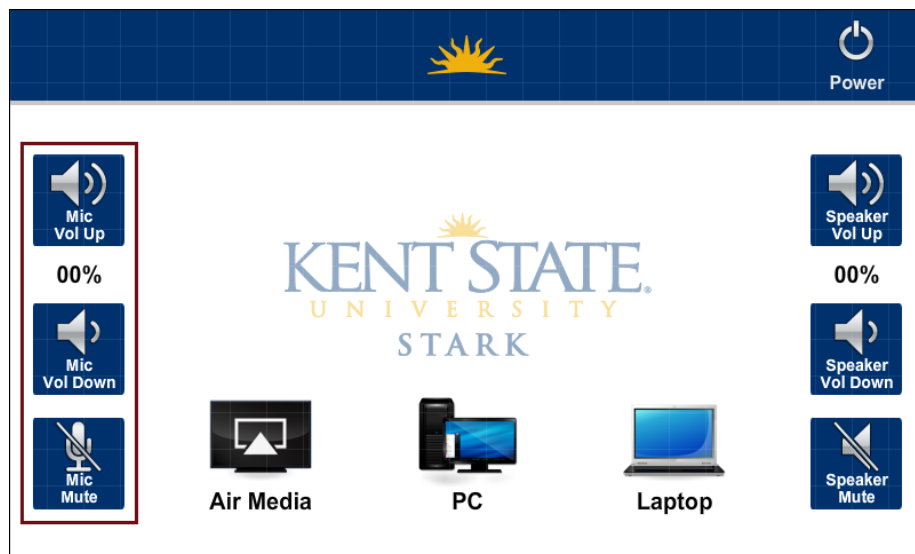 Power
Mic
Vol Up
00%
Mic
Vol Down
Mic
Mute
KENT STATE.
UNIVERSITY
STARK
Air Media
PC
Laptop
Speaker
Vol Up
00%
Speaker
Vol Down
Speaker
Mute